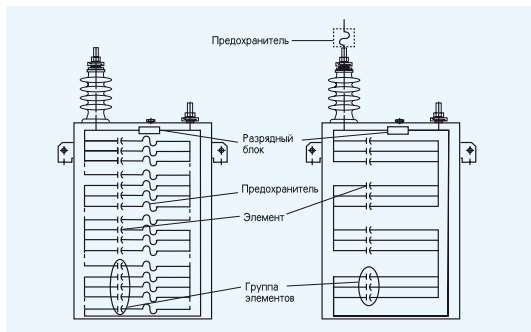 Предохранитель
Разрядный
блок
Предохранитель
Элемент
Группа
элементов